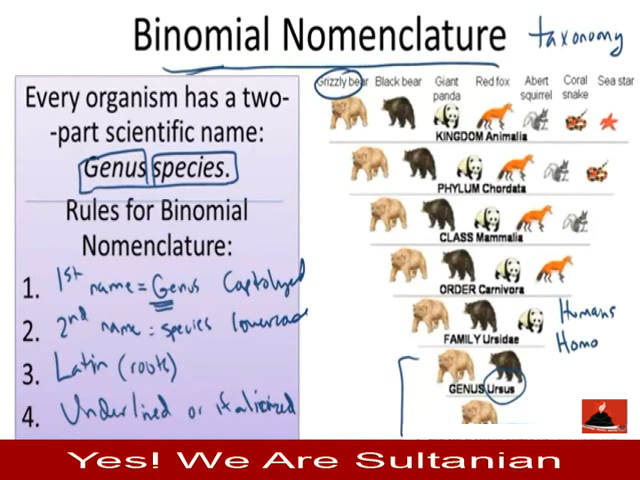 Binomial Nomenclature
taxonomy
Every organism has a two-
-part scientific name:
Genus species.
Rules for Binomial
Nomenclature:
1. 1st name = Genus Capitalized
2. 2nd name = species lowercase
3. Latin (roots)
4. Underlined or italicized
Grizzly bear Black bear Giant panda Red fox Abert squirrel Coral snake Sea star
KINGDOM Animalia
PHYLUM Chordata
CLASS Mammalia
ORDER Carnivora
FAMILY Ursidae
Humans
Homo
GENUS Ursus
Yes! We Are Sultanian